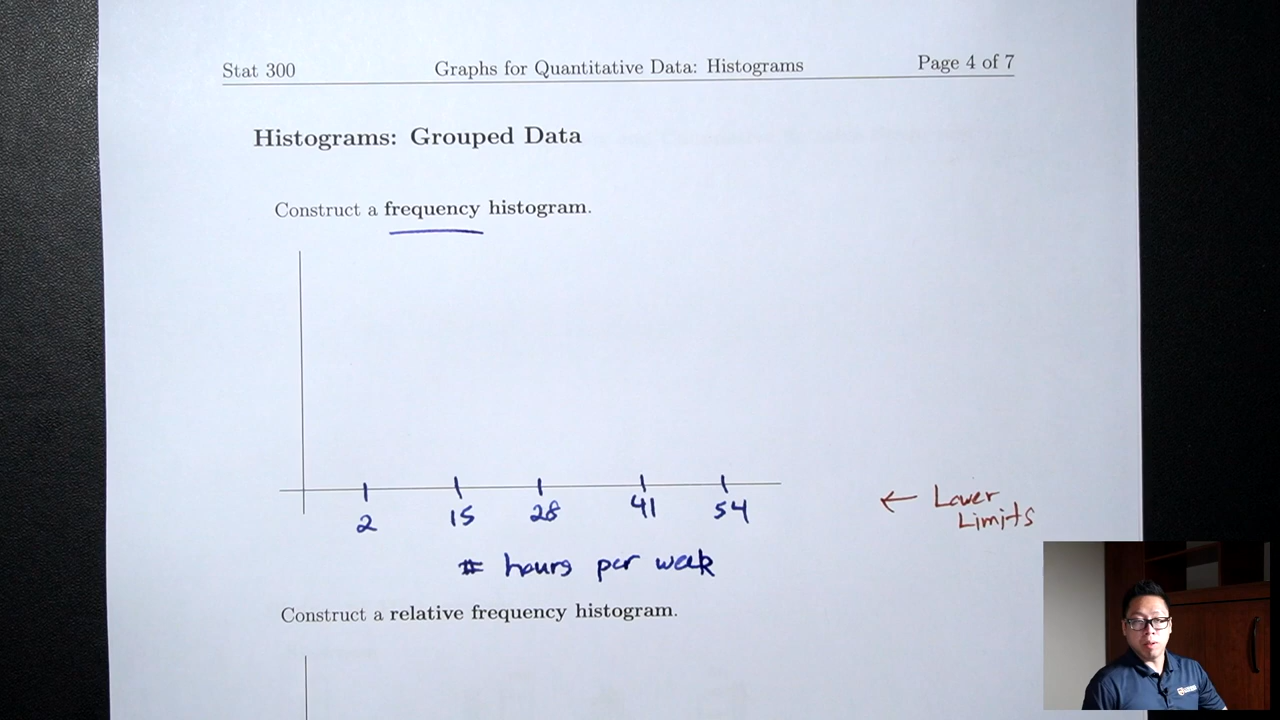 Stat 300 Graphs for Quantitative Data: Histograms Page 4 of 7
Histograms: Grouped Data
Construct a frequency histogram.
2 15 28 41 54
← Lower
Limits
# hours per week
Construct a relative frequency histogram.